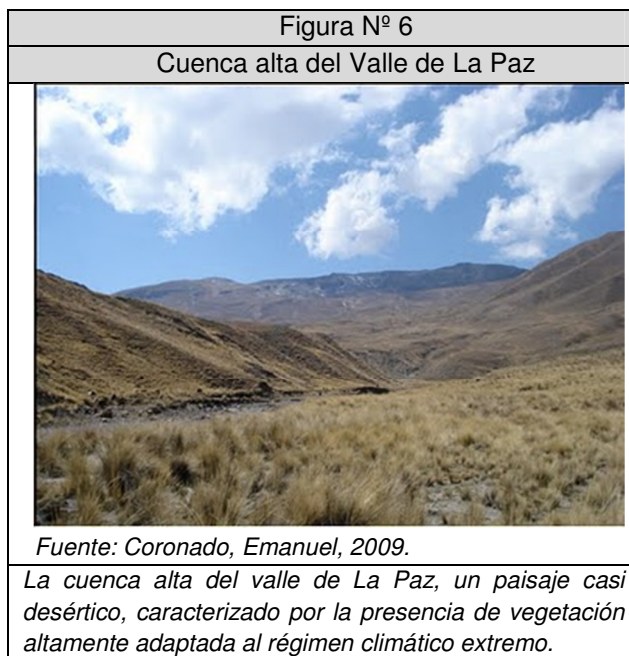 Figura Nº 6
Cuenca alta del Valle de La Paz
Fuente: Coronado, Emanuel, 2009.
La cuenca alta del valle de La Paz, un paisaje casi
desértico, caracterizado por la presencia de vegetación
altamente adaptada al régimen climático extremo.